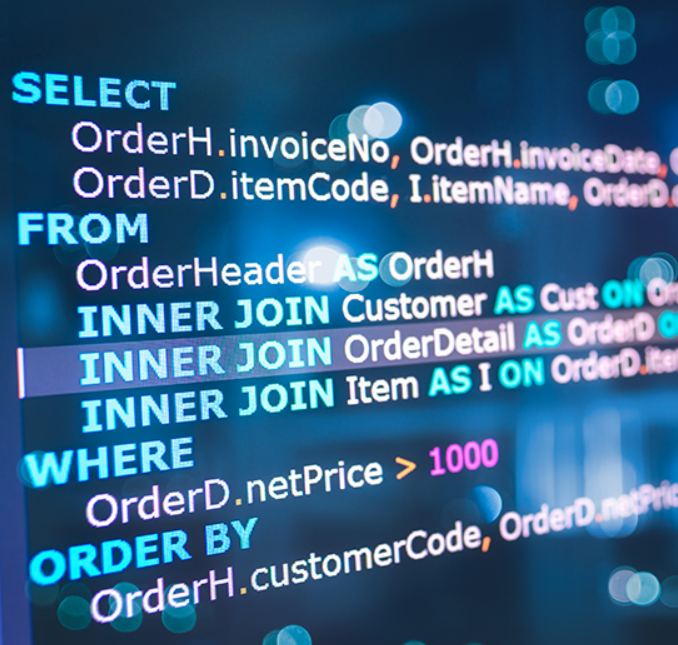 SELECT
OrderH.invoiceNo, OrderH.invoiceDate,
OrderD.itemCode, I.itemName,
FROM
OrderHeader AS OrderH
INNER JOIN Customer AS Cust ON
INNER JOIN OrderDetail AS OrderD
INNER JOIN Item AS I ON
WHERE
OrderD.netPrice > 1000
ORDER BY
OrderH.customerCode,